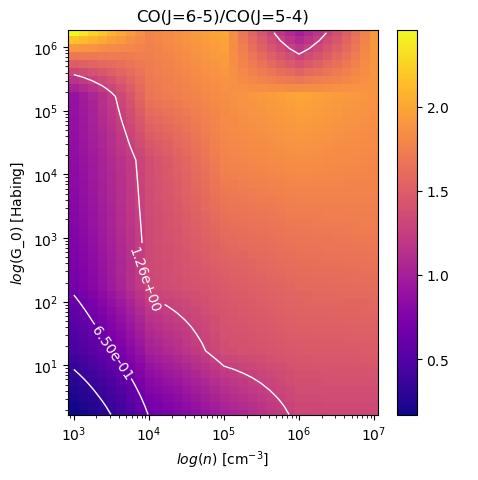 CO(J=6-5)/CO(J=5-4)
log(G_0) [Habing]
10^6
10^5
10^4
10^3
10^2
10^1
1.26e+00
6.50e-01
2.0
1.5
1.0
0.5
10^3 10^4 10^5 10^6 10^7
log(n) [cm^{-3}]